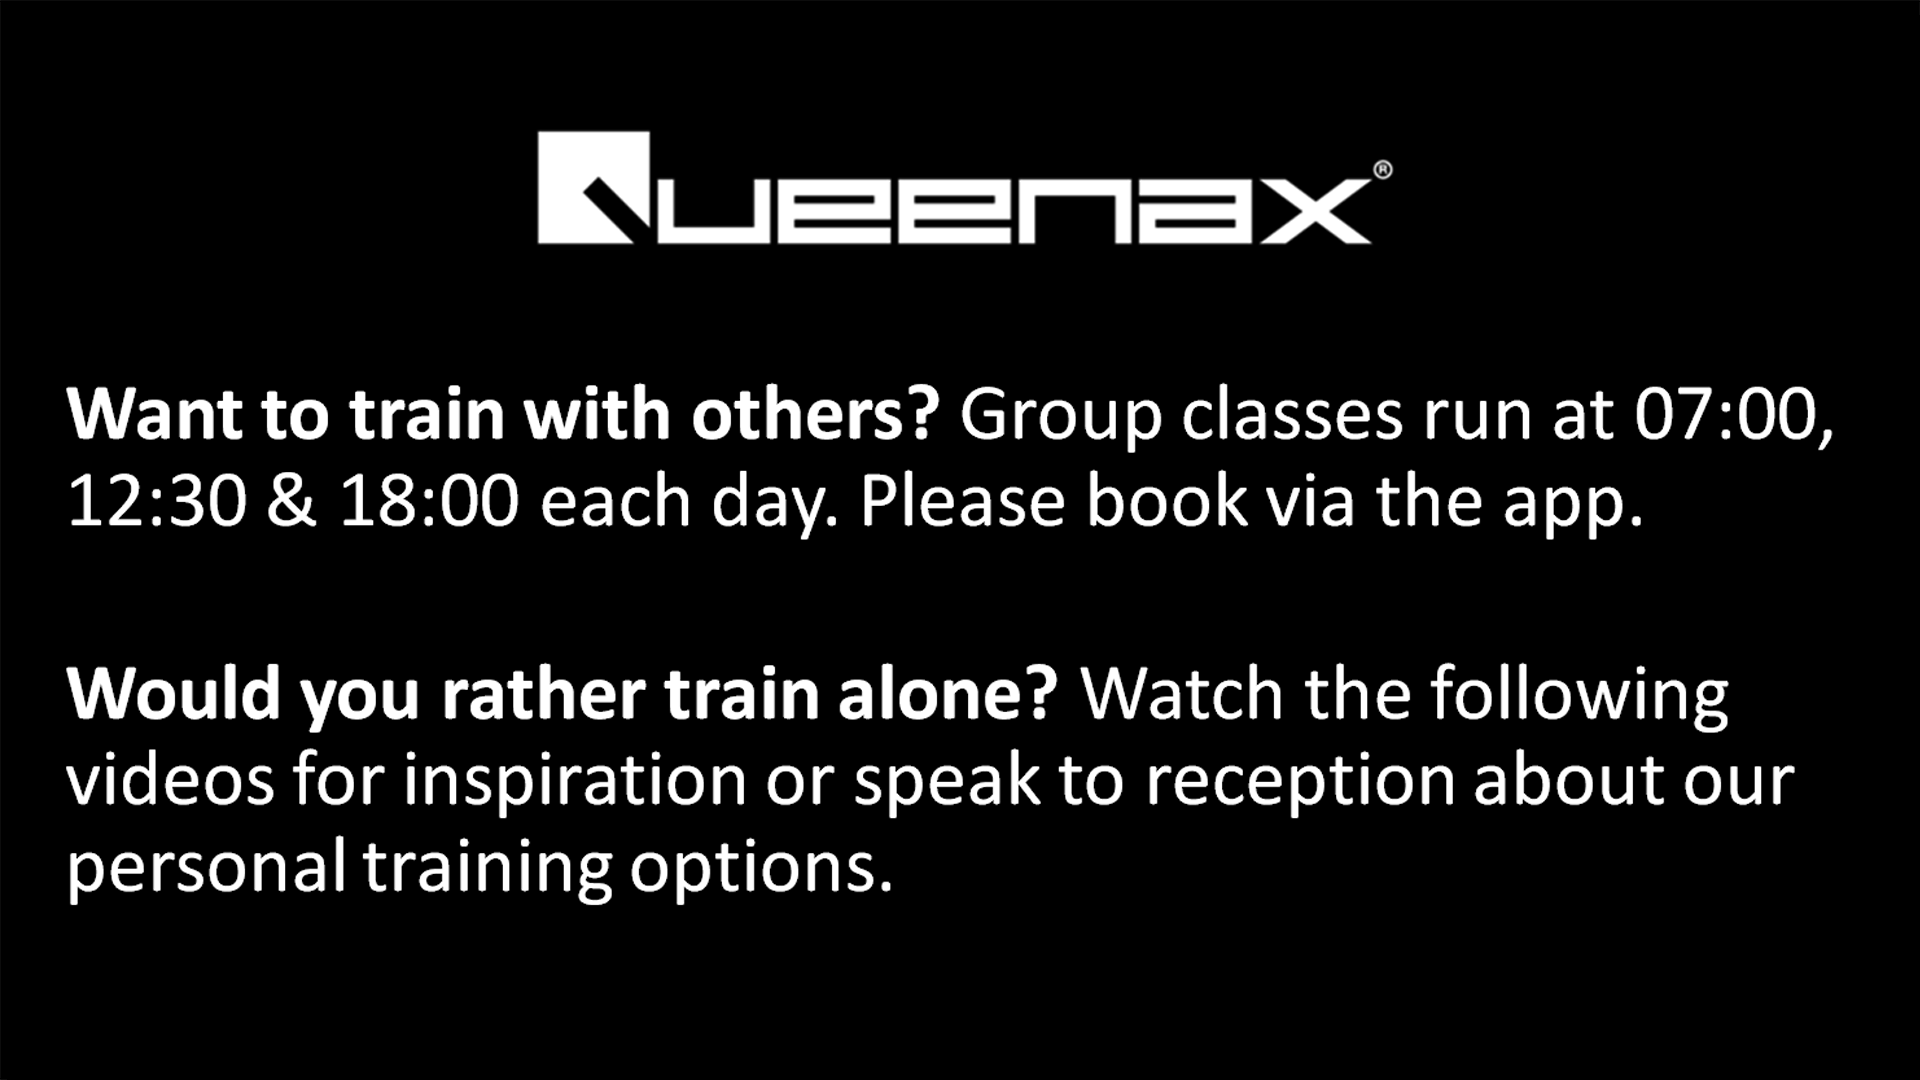 Queenax®
Want to train with others? Group classes run at 07:00,
12:30 & 18:00 each day. Please book via the app.
Would you rather train alone? Watch the following
videos for inspiration or speak to reception about our
personal training options.